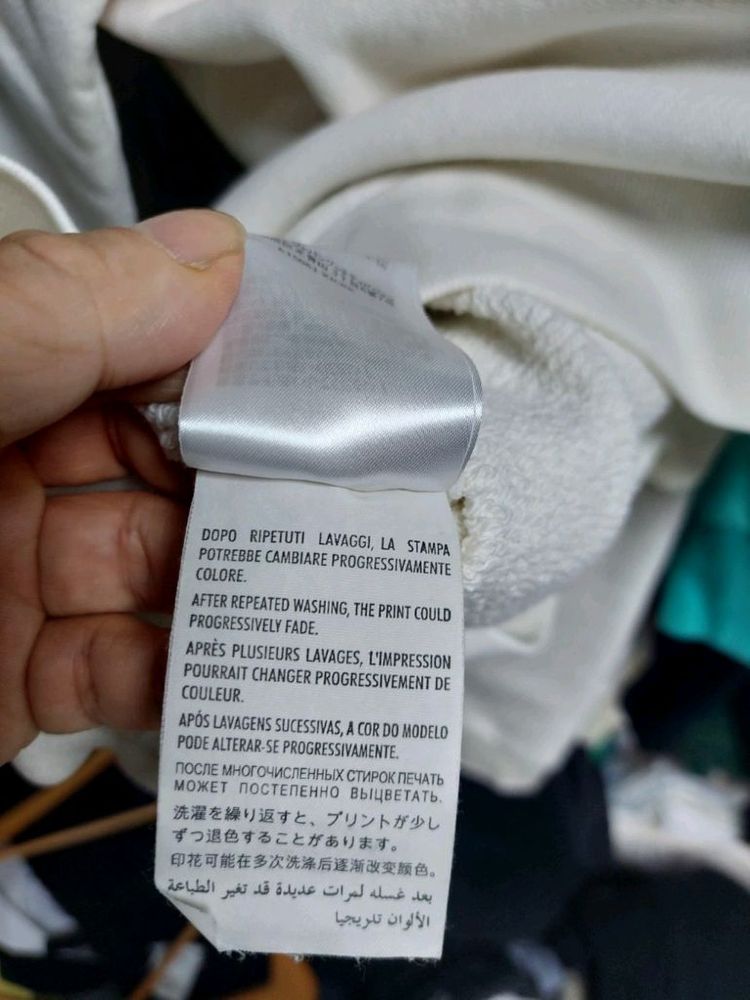 DOPO RIPETUTI LAVAGGI, LA STAMPA
POTREBBE CAMBIARE PROGRESSIVAMENTE
COLORE.
AFTER REPEATED WASHING, THE PRINT COULD
PROGRESSIVELY FADE.
APRÈS PLUSIEURS LAVAGES, L'IMPRESSION
POURRAIT CHANGER PROGRESSIVEMENT DE
COULEUR.
APÓS LAVAGENS SUCESSIVAS, A COR DO MODELO
PODE ALTERAR-SE PROGRESSIVAMENTE.
ПОСЛЕ МНОГОЧИСЛЕННЫХ СТИРОК ПЕЧАТЬ
МОЖЕТ ПОСТЕПЕННО ВЫЦВЕТАТЬ.
洗濯を繰り返すと、プリントが少し
ずつ退色することがあります。
印花可能在多次洗涤后逐渐改变颜色。
بعد غسله لمرات عديدة قد تغير الطباعة
الألوان تدريجيا